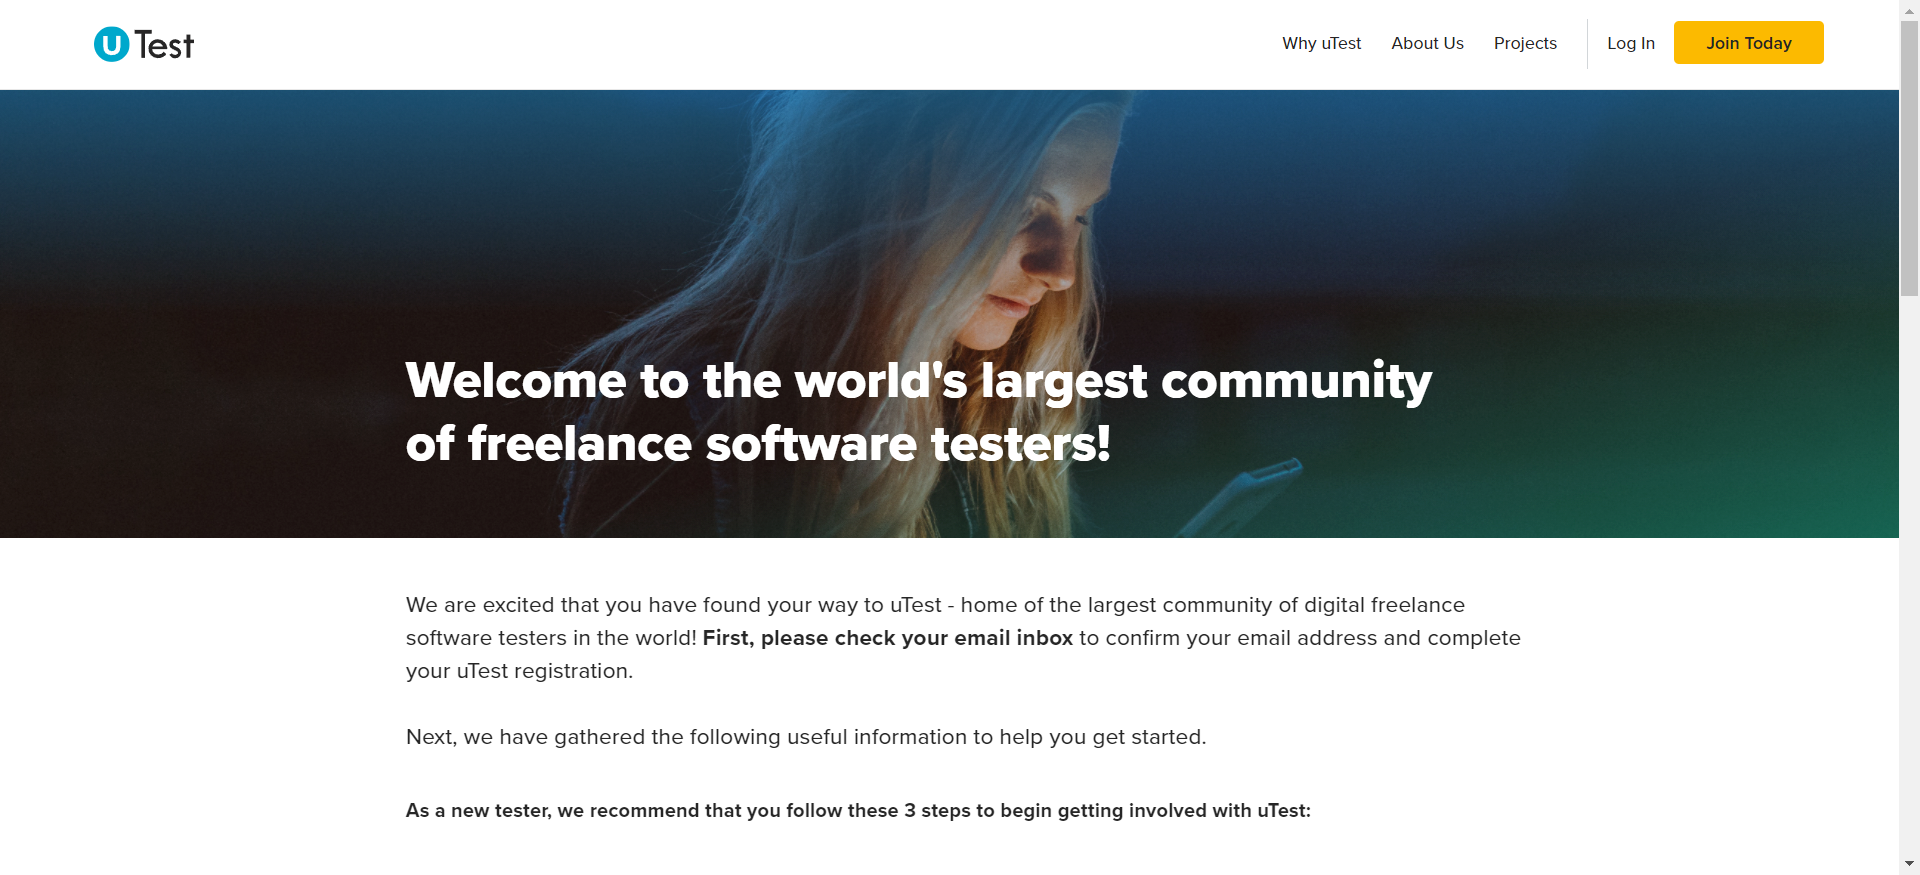 uTest
Why uTest
About Us
Projects
Log In
Join Today
Welcome to the world's largest community
of freelance software testers!
We are excited that you have found your way to uTest - home of the largest community of digital freelance
software testers in the world! First, please check your email inbox to confirm your email address and complete
your uTest registration.
Next, we have gathered the following useful information to help you get started.
As a new tester, we recommend that you follow these 3 steps to begin getting involved with uTest: